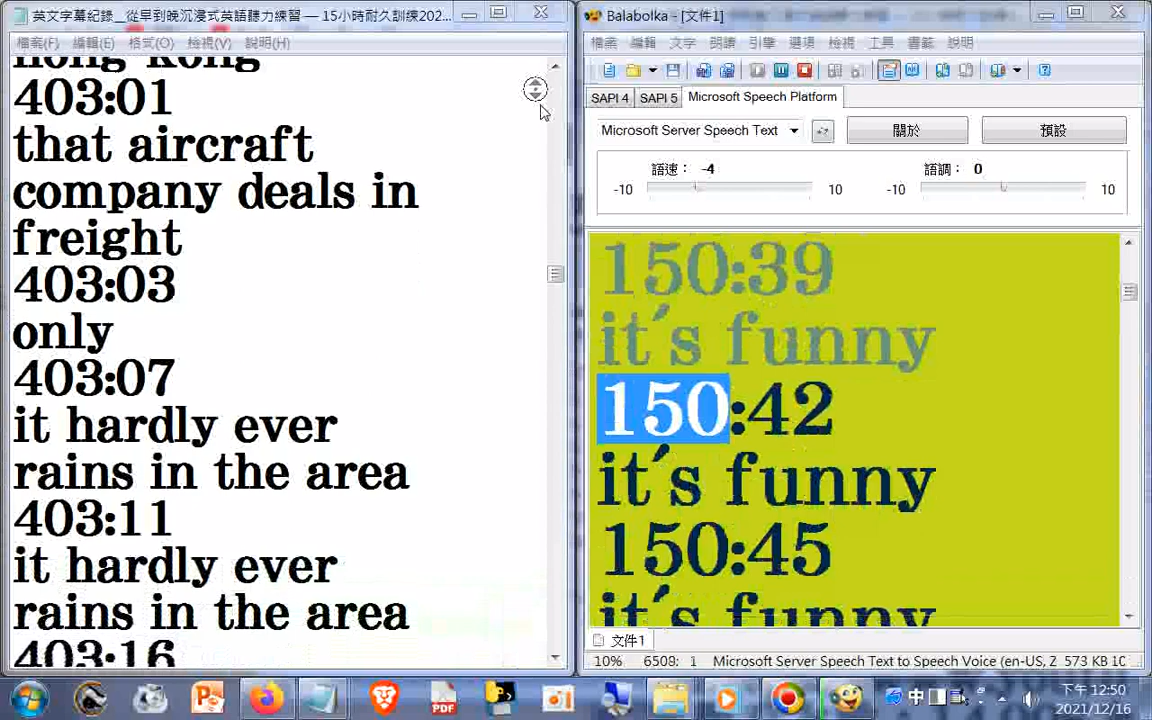 英文字幕紀錄__從早到晚沉浸式英語聽力練習 — 15小時耐久訓練202...
檔案(F) 編輯(E) 格式(O) 檢視(V) 說明(H)
hong kong
403:01
that aircraft
company deals in
freight
403:03
only
403:07
it hardly ever
rains in the area
403:11
it hardly ever
rains in the area
403:16
Balabolka - [文件1]
檔案 編輯 文字 朗讀 引擎 選項 檢視 工具 書籤 說明
SAPI 4 SAPI 5 Microsoft Speech Platform
Microsoft Server Speech Text 關於 預設
語速： -4 語調： 0
-10 10 -10 10
150:39
it's funny
150:42
it's funny
150:45
it's funny
文件1
10% 6508: 1 Microsoft Server Speech Text to Speech Voice (en-US, Z 573 KB 1C
PDF 中 下午 12:50
2021/12/16